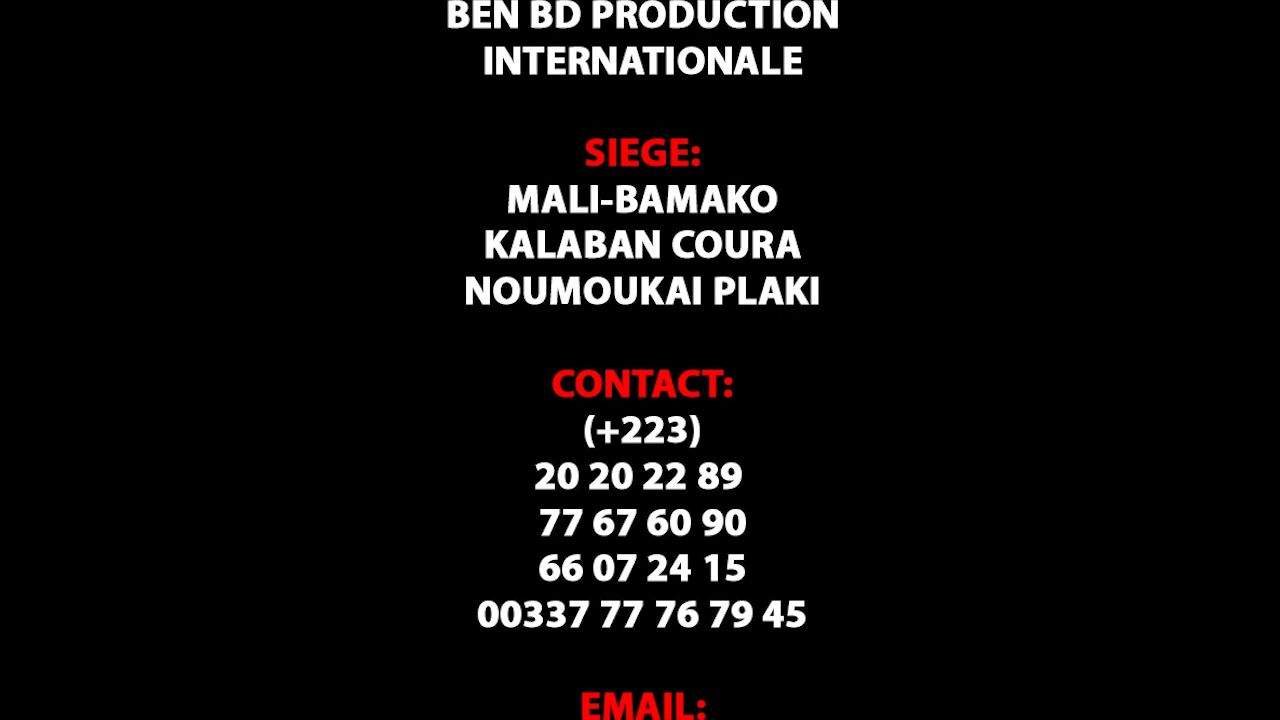 BEN BD PRODUCTION
INTERNATIONALE
SIEGE:
MALI-BAMAKO
KALABAN COURA
NOUMOUKAI PLAKI
CONTACT:
(+223)
20 20 22 89
77 67 60 90
66 07 24 15
00337 77 76 79 45
EMAIL: